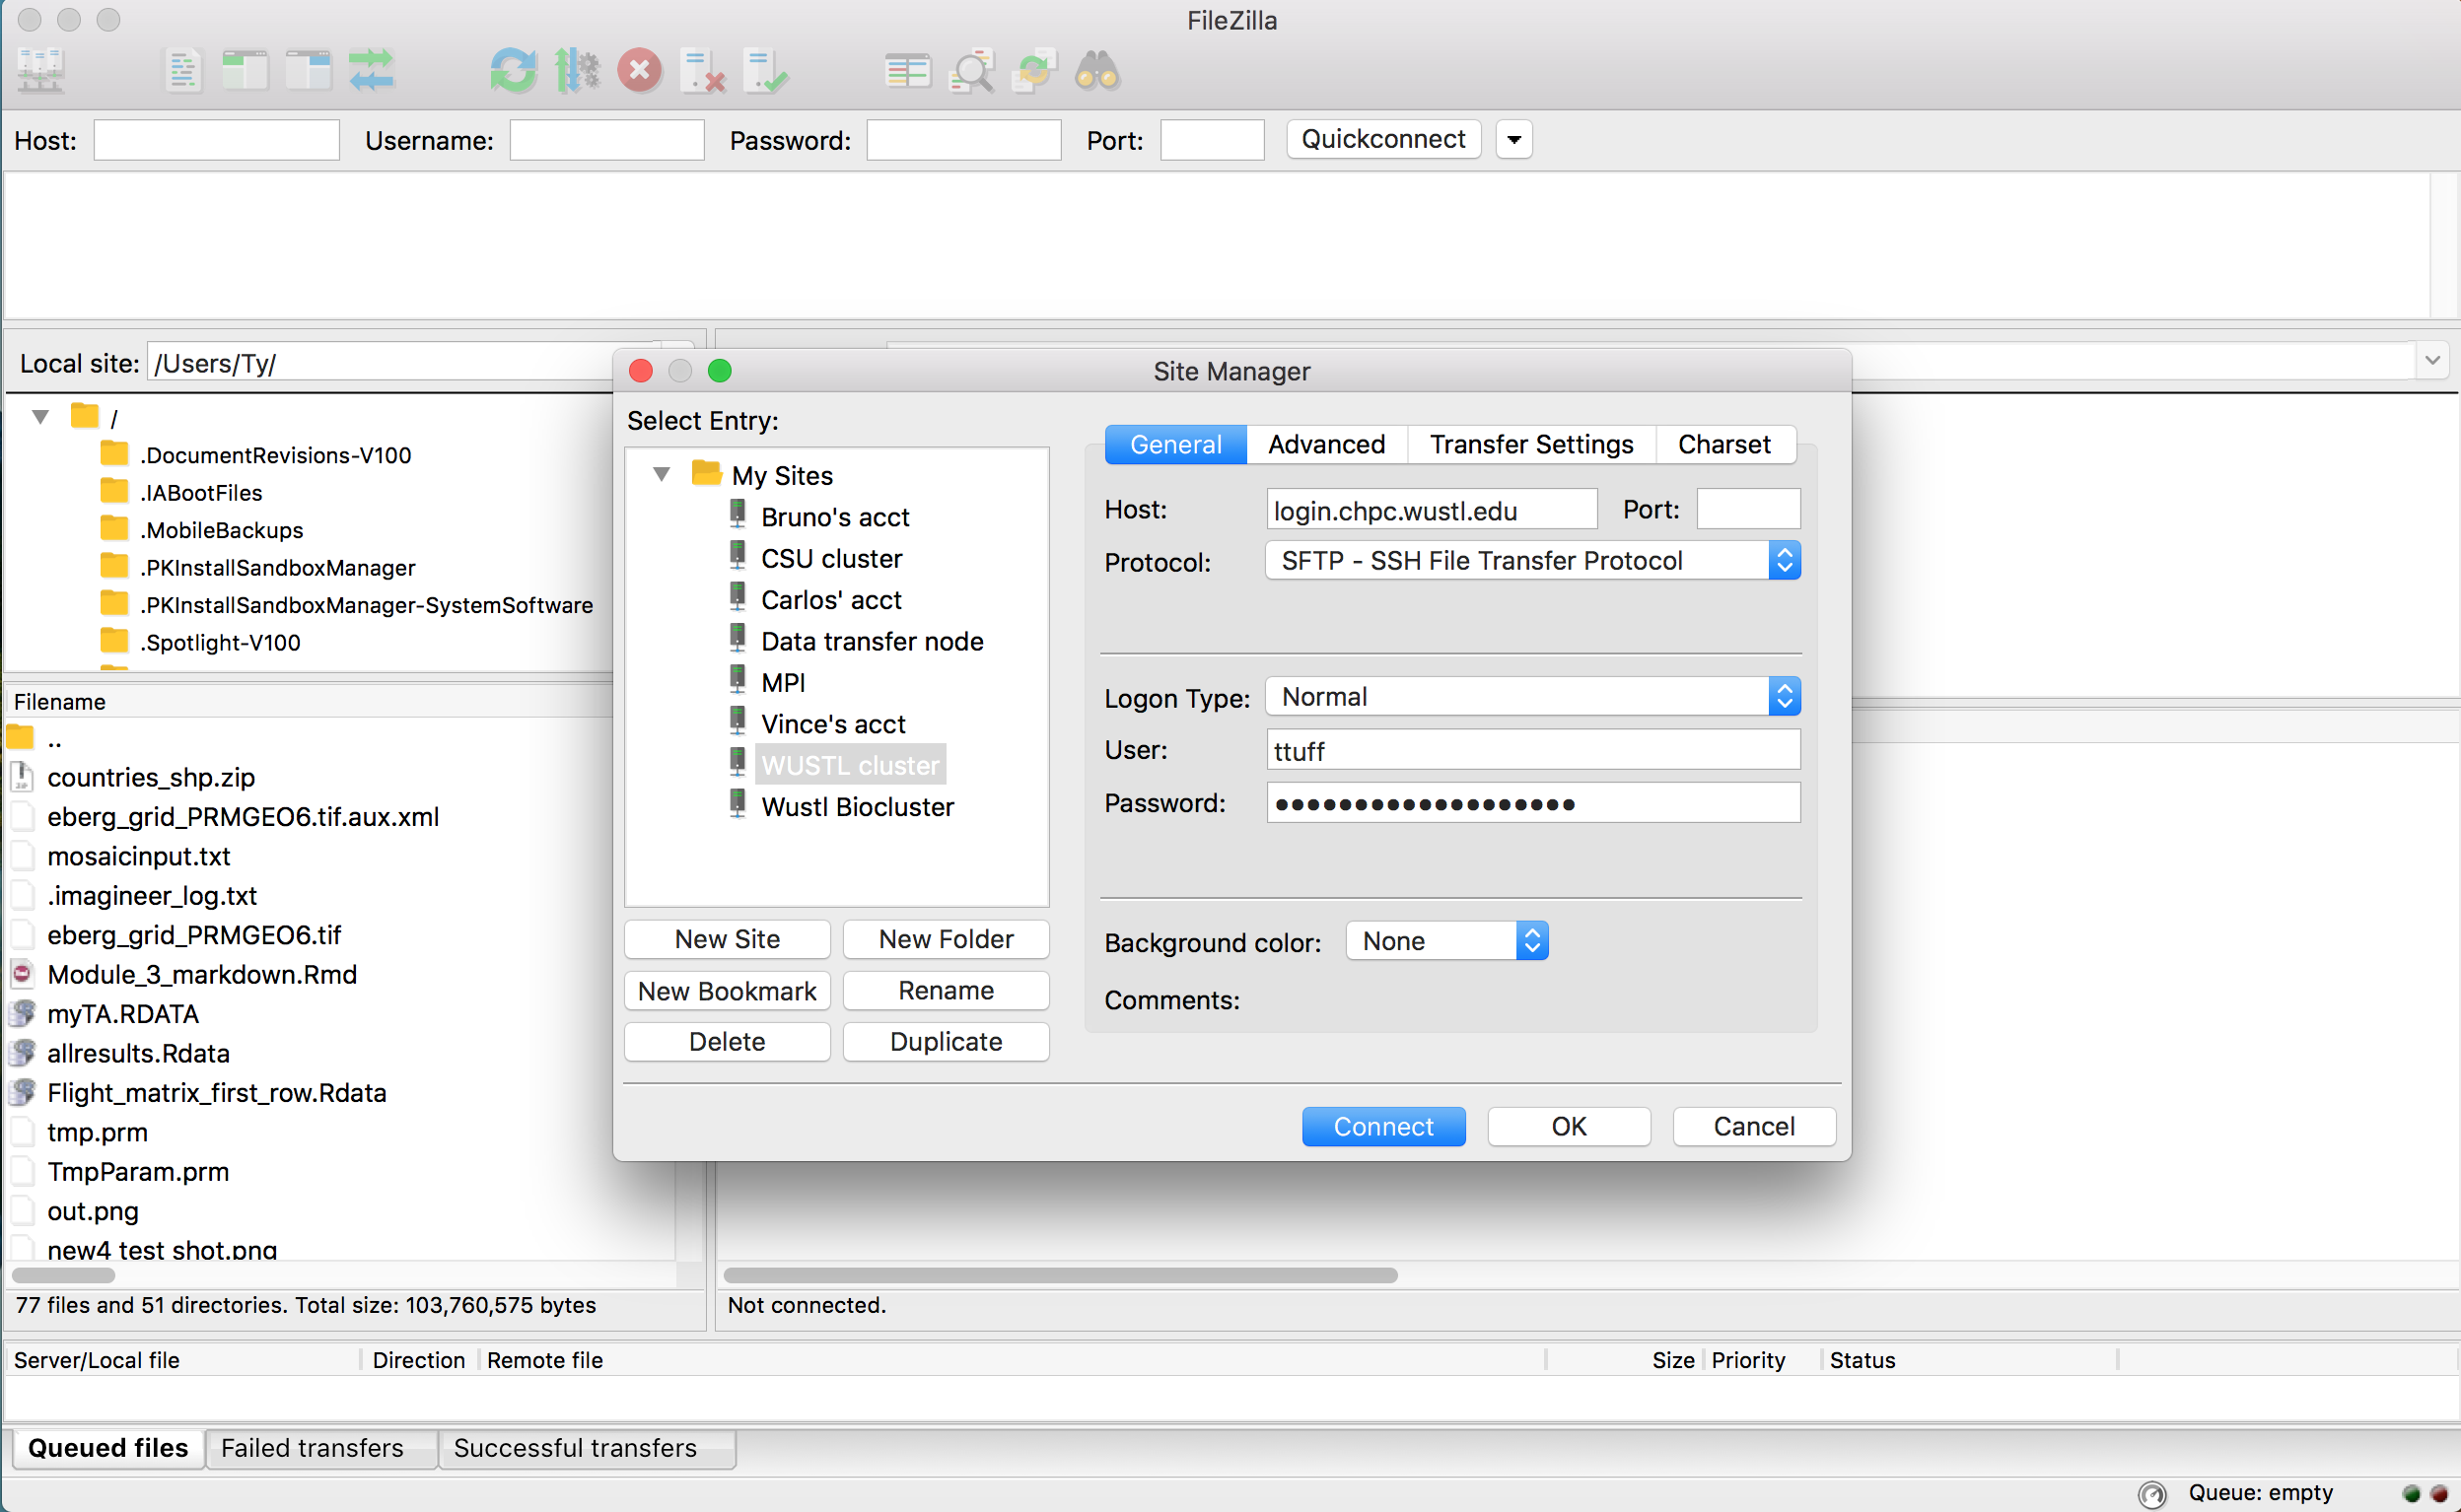 FileZilla
Host: Username: Password: Port: Quickconnect
Local site: /Users/Ty/
/
.DocumentRevisions-V100
.IABootFiles
.MobileBackups
.PKInstallSandboxManager
.PKInstallSandboxManager-SystemSoftware
.Spotlight-V100
Filename
..
countries_shp.zip
eberg_grid_PRMGEO6.tif.aux.xml
mosaicinput.txt
.imagineer_log.txt
eberg_grid_PRMGEO6.tif
Module_3_markdown.Rmd
myTA.RDATA
allresults.Rdata
Flight_matrix_first_row.Rdata
tmp.prm
TmpParam.prm
out.png
new4 test shot.png
77 files and 51 directories. Total size: 103,760,575 bytes
Site Manager
Select Entry:
My Sites
Bruno's acct
CSU cluster
Carlos' acct
Data transfer node
MPI
Vince's acct
WUSTL cluster
Wustl Biocluster
New Site New Folder
New Bookmark Rename
Delete Duplicate
General Advanced Transfer Settings Charset
Host: login.chpc.wustl.edu Port:
Protocol: SFTP - SSH File Transfer Protocol
Logon Type: Normal
User: ttuff
Password: ●●●●●●●●●●●●●●●●●●●
Background color: None
Comments:
Connect OK Cancel
Not connected.
Server/Local file Direction Remote file Size Priority Status
Queued files Failed transfers Successful transfers
Queue: empty